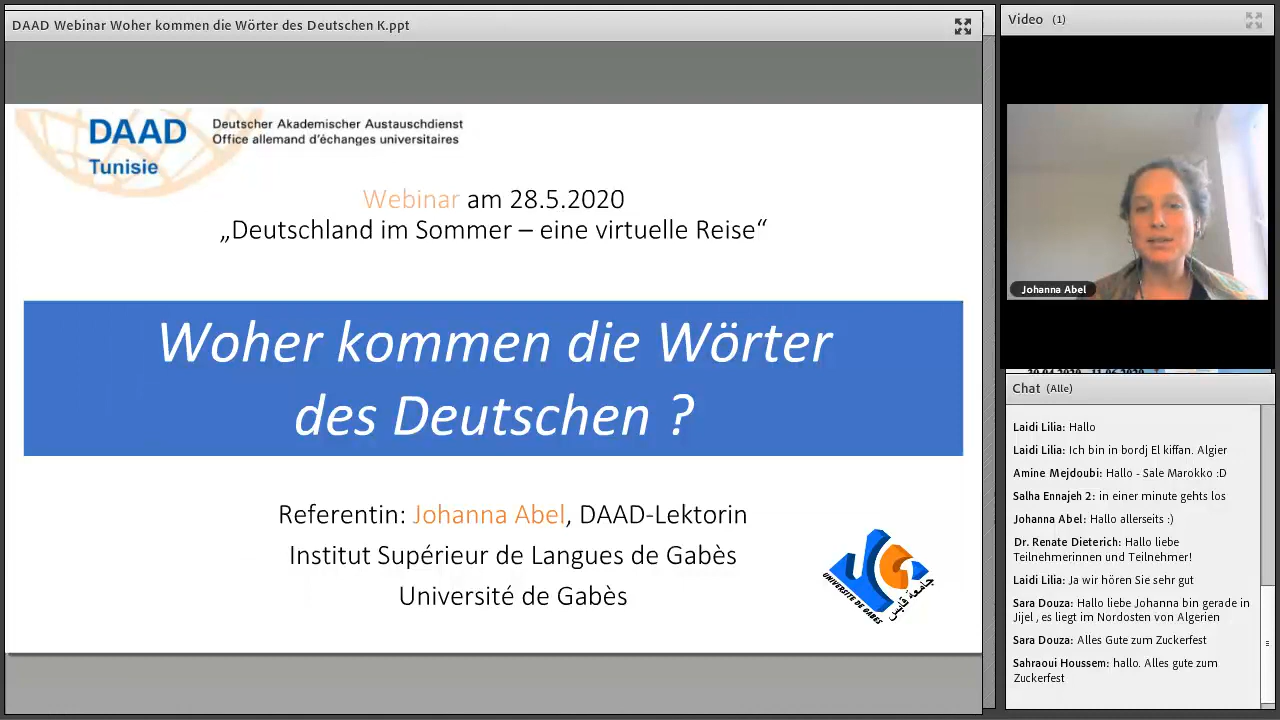 DAAD Webinar Woher kommen die Wörter des Deutschen K.ppt
DAAD
Tunisie
Deutscher Akademischer Austauschdienst
Office allemand d'échanges universitaires
Webinar am 28.5.2020
„Deutschland im Sommer – eine virtuelle Reise“
Woher kommen die Wörter
des Deutschen ?
Referentin: Johanna Abel, DAAD-Lektorin
Institut Supérieur de Langues de Gabès
Université de Gabès
UNIVERSITE DE GABES
جامعة قابس
Video (1)
Johanna Abel
Chat (Alle)
Laidi Lilia: Hallo
Laidi Lilia: Ich bin in bordj El kiffan. Algier
Amine Mejdoubi: Hallo - Sale Marokko :D
Salha Ennajeh 2: in einer minute gehts los
Johanna Abel: Hallo allerseits :)
Dr. Renate Dieterich: Hallo liebe
Teilnehmerinnen und Teilnehmer!
Laidi Lilia: Ja wir hören Sie sehr gut
Sara Douza: Hallo liebe Johanna bin gerade in
Jijel , es liegt im Nordosten von Algerien
Sara Douza: Alles Gute zum Zuckerfest
Sahraoui Houssem: hallo. Alles gute zum
Zuckerfest